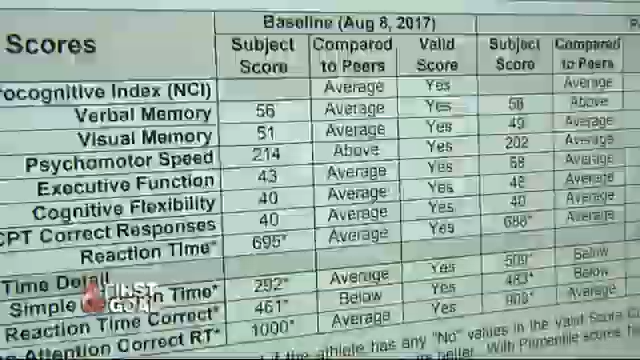 Baseline (Aug 8, 2017)
Scores Subject Score Compared to Peers Valid Score Subject Score Compared to Peers
rocognitive Index (NCI) Average Yes Average
Verbal Memory 56 Average Yes 58 Above
Visual Memory 51 Average Yes 49 Average
Psychomotor Speed 214 Above Yes 202 Average
Executive Function 43 Average Yes Average
Cognitive Flexibility 40 Average Yes Average
CPT Correct Responses 40 Average Yes 40 Average
Reaction Time* 695* Average Yes 686* Average
Time Detail
Simple Time* 292* Average Yes Below
Reaction Time Correct* 461* Below Yes 483* Below
Attention Correct RT* 1000* Average Yes Average
if the athlete has any "No" values in the Valid Score
FIRST
GOAL